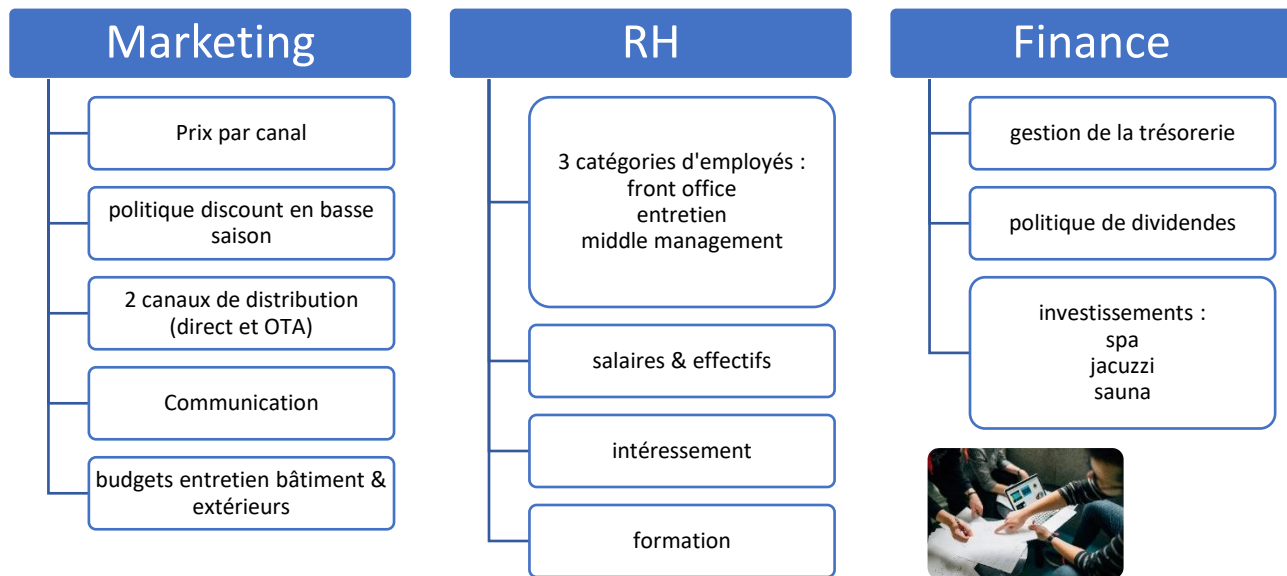 Marketing
Prix par canal
politique discount en basse
saison
2 canaux de distribution
(direct et OTA)
Communication
budgets entretien bâtiment &
extérieurs
RH
3 catégories d'employés :
front office
entretien
middle management
salaires & effectifs
intéressement
formation
Finance
gestion de la trésorerie
politique de dividendes
investissements :
spa
jacuzzi
sauna